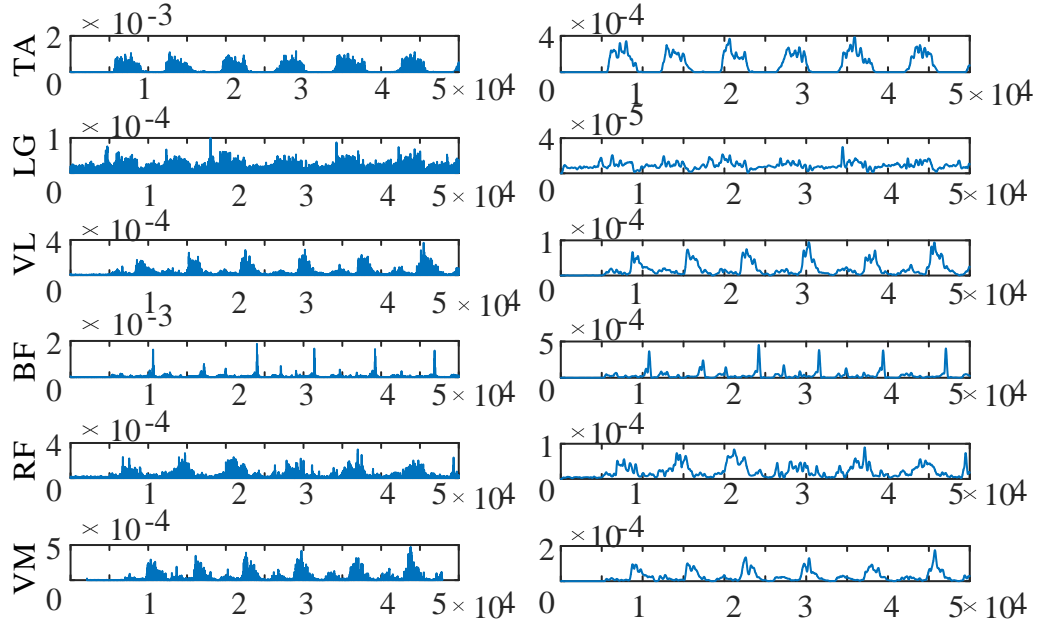 × 10-3 ×10-4
TA 2 4
0 1 2 3 4 5 × 104 0 1 2 3 4 5 × 104
× 10-4 ×10-5
LG 1 4
0 1 2 3 4 5 × 104 0 1 2 3 4 5 × 104
× 10-4 ×10-4
VL 4 1
0 1 2 3 4 5 × 104 0 1 2 3 4 5 × 104
× 10-3 ×10-4
BF 2 5
0 1 2 3 4 5 × 104 0 1 2 3 4 5 × 104
× 10-4 ×10-4
RF 4 1
0 1 2 3 4 5 × 104 0 1 2 3 4 5 × 104
× 10-4 ×10-4
VM 5 2
0 1 2 3 4 5 × 104 0 1 2 3 4 5 × 104